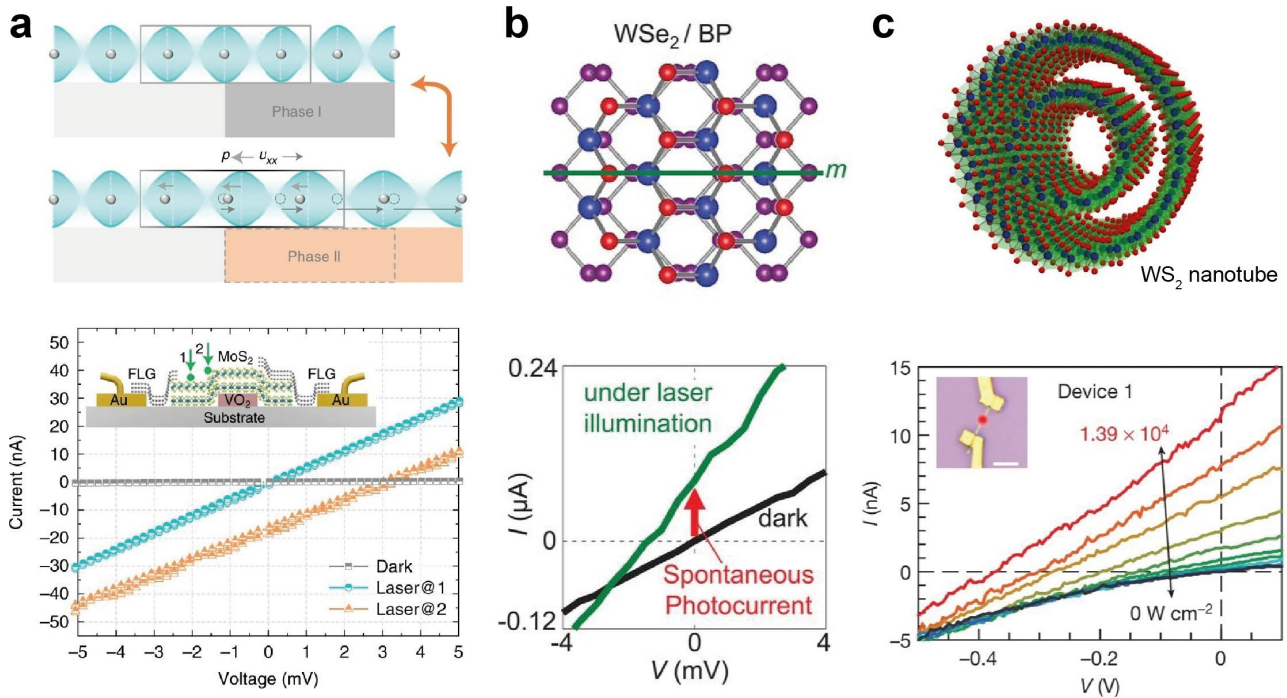 a
Phase I
p
uₓₓ
Phase II
50
40
30
20
10
0
–10
–20
–30
–40
–50
Current (nA)
–5
–4
–3
–2
–1
0
1
2
3
4
5
Voltage (mV)
1
2
MoS₂
FLG
FLG
Au
VO₂
Au
Substrate
Dark
Laser@1
Laser@2
b
WSe₂ / BP
m
0.24
0
-0.12
I (μA)
under laser
illumination
dark
Spontaneous
Photocurrent
-4
0
4
V (mV)
c
WS₂ nanotube
15
10
5
0
–5
I (nA)
Device 1
1.39 × 10⁴
0 W cm⁻²
–0.4
–0.2
0
V (V)